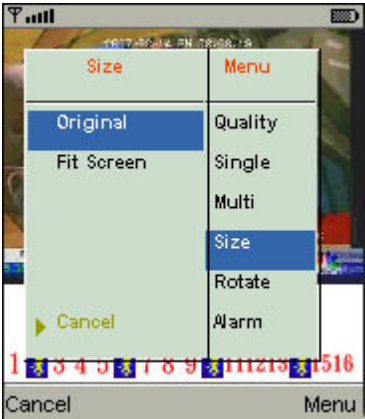 Size
Original
Fit Screen
Cancel
Menu
Quality
Single
Multi
Size
Rotate
Alarm
1 3 4 5 7 8 9 11 12 13 15 16
Cancel
Menu